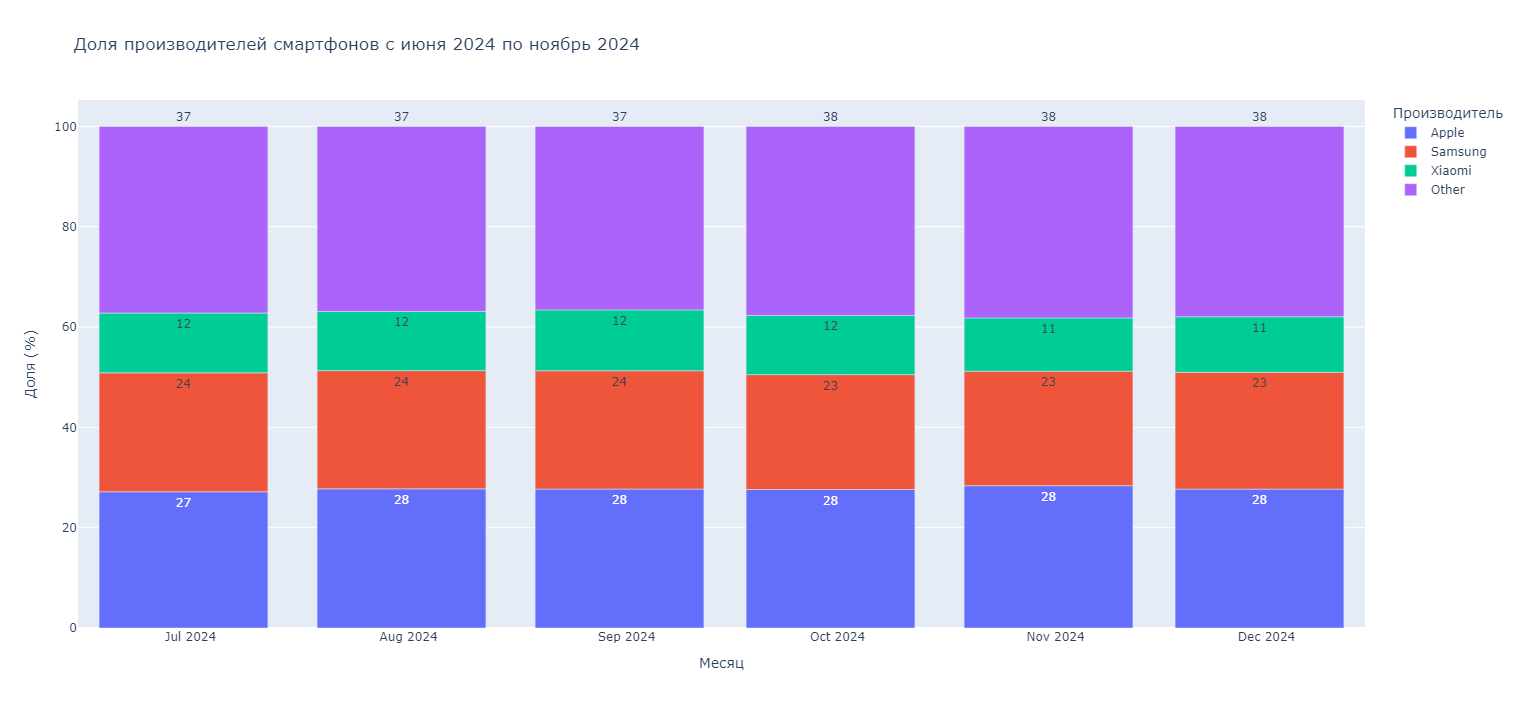 Доля производителей смартфонов с июня 2024 по ноябрь 2024
37 37 37 38 38 38
100
80
60
40
20
0
12 12 12 12 11 11
24 24 24 23 23 23
27 28 28 28 28 28
Доля (%)
Jul 2024 Aug 2024 Sep 2024 Oct 2024 Nov 2024 Dec 2024
Месяц
Производитель
Apple
Samsung
Xiaomi
Other